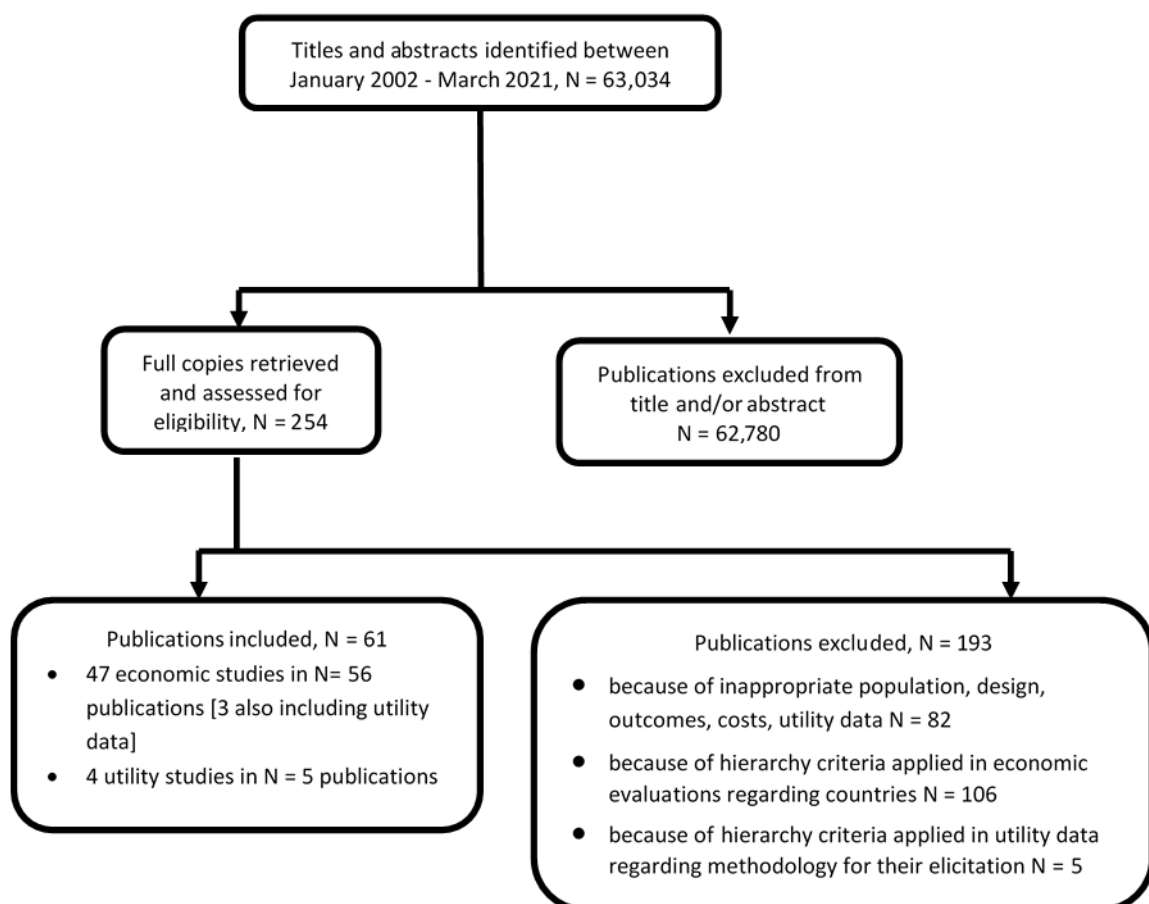 Titles and abstracts identified between
January 2002 - March 2021, N = 63,034
Full copies retrieved
and assessed for
eligibility, N = 254
Publications excluded from
title and/or abstract
N = 62,780
Publications included, N = 61
• 47 economic studies in N= 56
publications [3 also including utility
data]
• 4 utility studies in N = 5 publications
Publications excluded, N = 193
• because of inappropriate population, design,
outcomes, costs, utility data N = 82
• because of hierarchy criteria applied in economic
evaluations regarding countries N = 106
• because of hierarchy criteria applied in utility data
regarding methodology for their elicitation N = 5